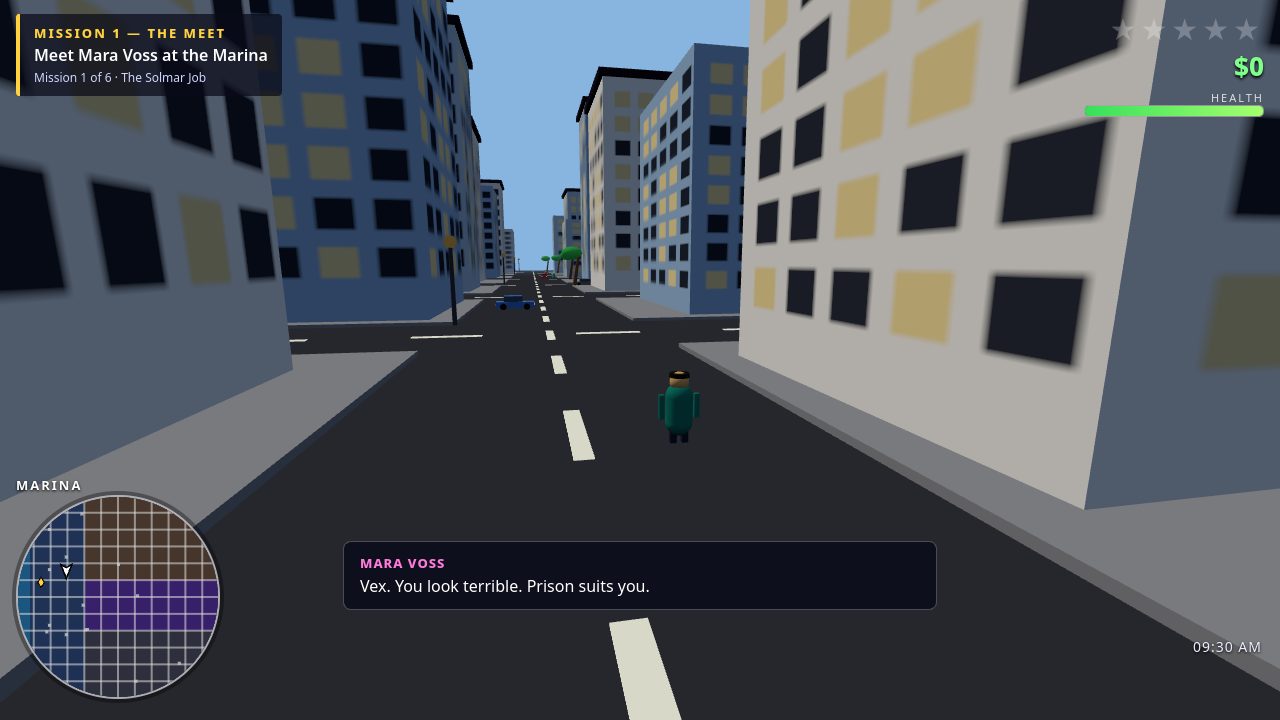 MISSION 1 — THE MEET
Meet Mara Voss at the Marina
Mission 1 of 6 · The Solmar Job
$0
HEALTH
MARINA
MARA VOSS
Vex. You look terrible. Prison suits you.
09:30 AM